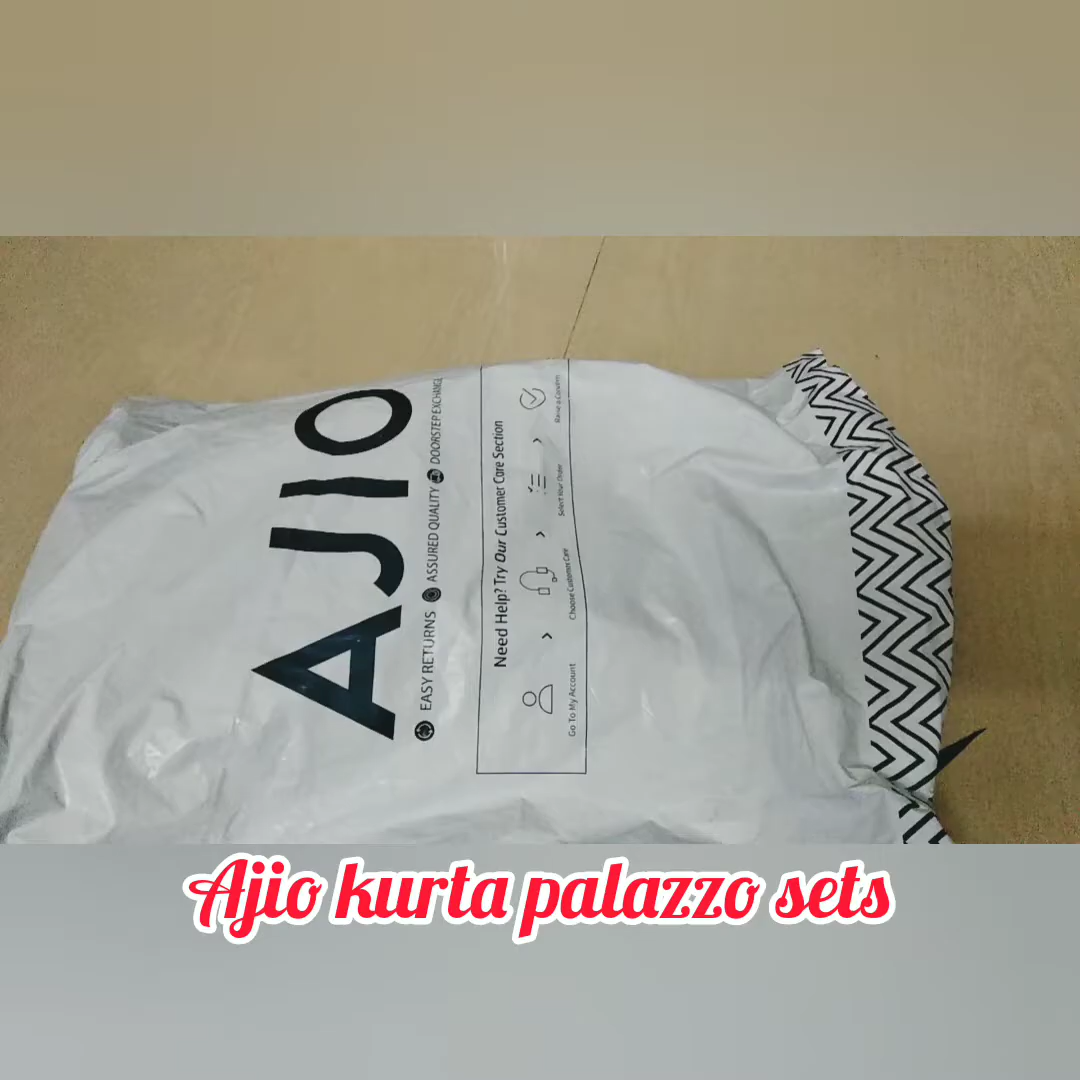 AJIO
EASY RETURNS ASSURED QUALITY DOORSTEP EXCHANGE
Need Help? Try Our Customer Care Section
Go To My Account > Choose Customer Care > Select Your Order > Raise a Concern
Ajio kurta palazzo sets